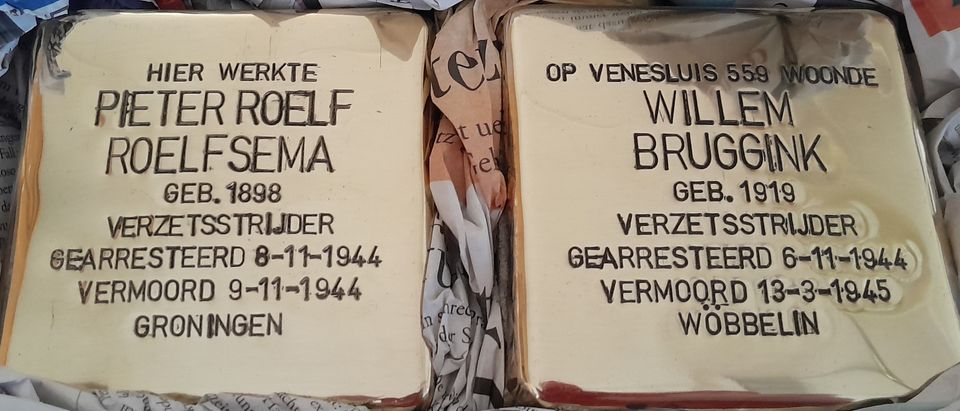 HIER WERKTE
PIETER ROELF
ROELFSEMA
GEB. 1898
VERZETSSTRIJDER
GEARRESTEERD 8-11-1944
VERMOORD 9-11-1944
GRONINGEN
OP VENESLUIS 559 WOONDE
WILLEM
BRUGGINK
GEB. 1919
VERZETSSTRIJDER
GEARRESTEERD 6-11-1944
VERMOORD 13-3-1945
WÖBBELIN